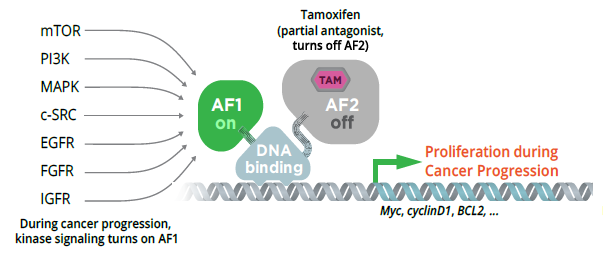 mTOR
PI3K
MAPK
c-SRC
EGFR
FGFR
IGFR
During cancer progression,
kinase signaling turns on AF1
Tamoxifen
(partial antagonist,
turns off AF2)
TAM
AF1
on
AF2
off
DNA
binding
Proliferation during
Cancer Progression
Myc, cyclinD1, BCL2, ...